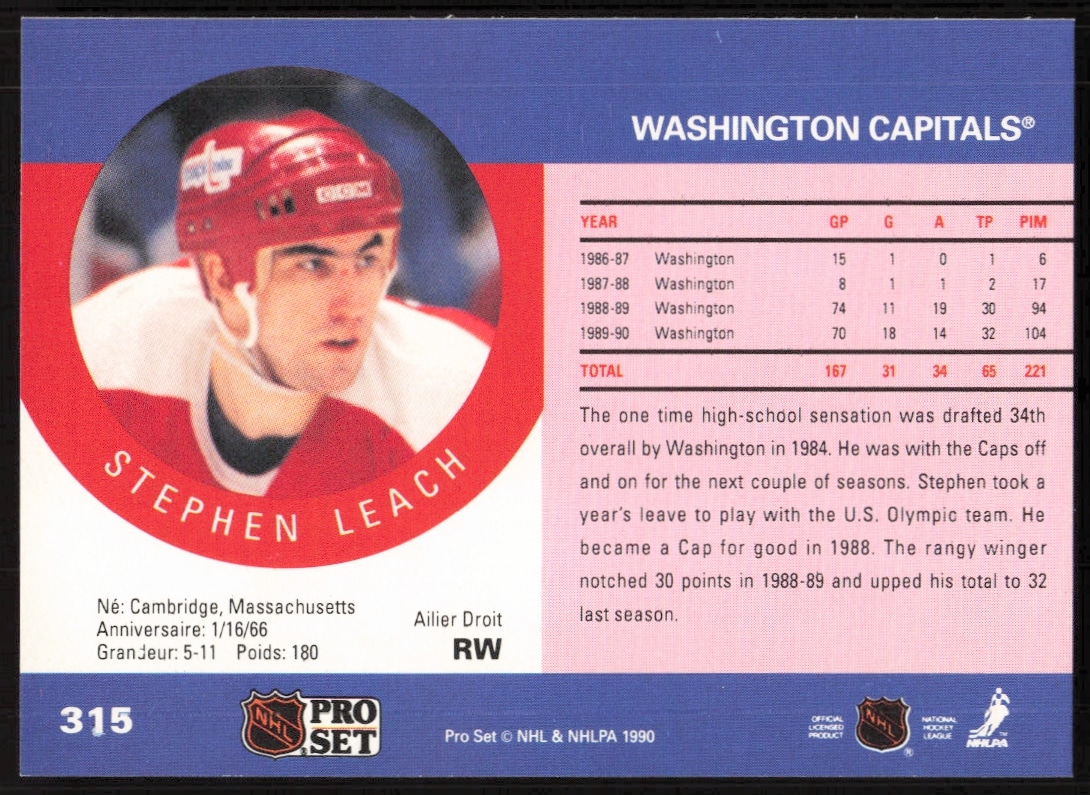 WASHINGTON CAPITALS®
CCM
YEAR GP G A TP PIM
1986-87 Washington 15 1 0 1 6
1987-88 Washington 8 1 1 2 17
1988-89 Washington 74 11 19 30 94
1989-90 Washington 70 18 14 32 104
TOTAL 167 31 34 65 221
The one time high-school sensation was drafted 34th
overall by Washington in 1984. He was with the Caps off
and on for the next couple of seasons. Stephen took a
year's leave to play with the U.S. Olympic team. He
became a Cap for good in 1988. The rangy winger
notched 30 points in 1988-89 and upped his total to 32
last season.
STEPHEN LEACH
Né: Cambridge, Massachusetts
Anniversaire: 1/16/66
Grandeur: 5-11 Poids: 180
Ailier Droit
RW
315
NHL
PRO
SET
Pro Set © NHL & NHLPA 1990
OFFICIAL
LICENSED
PRODUCT
NHL
®
NATIONAL
HOCKEY
LEAGUE
NHLPA
™